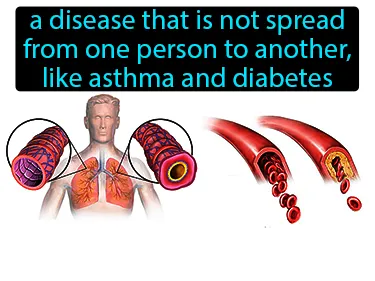 a disease that is not spread
from one person to another,
like asthma and diabetes